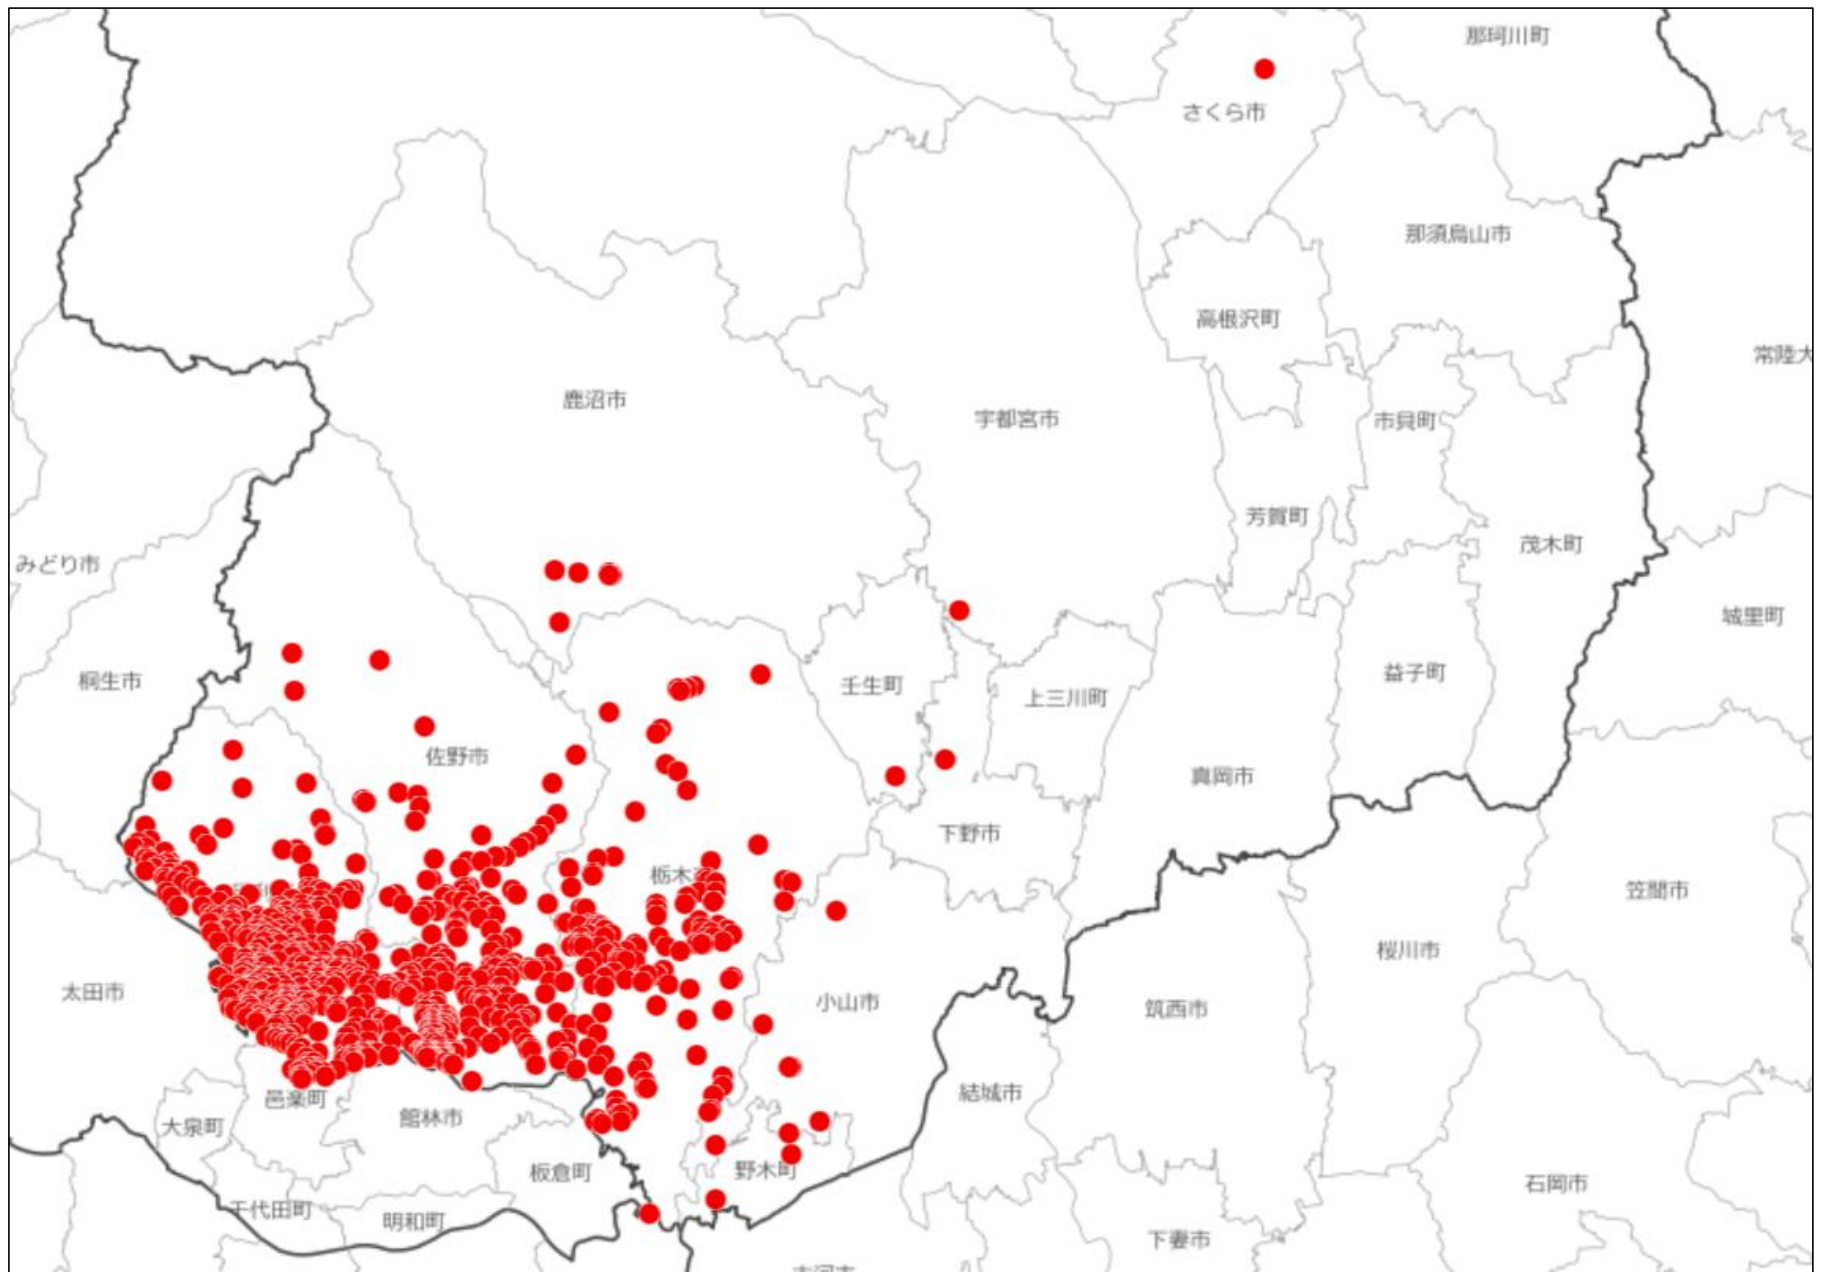 那珂川町
さくら市
那須烏山市
高根沢町
常陸大
鹿沼市
宇都宮市
市貝町
芳賀町
茂木町
みどり市
城里町
桐生市
壬生町
上三川町
益子町
佐野市
真岡市
下野市
栃木
笠間市
桜川市
太田市
小山市
筑西市
結城市
邑楽町
大泉町
館林市
板倉町
野木町
石岡市
千代田町
明和町
下妻市